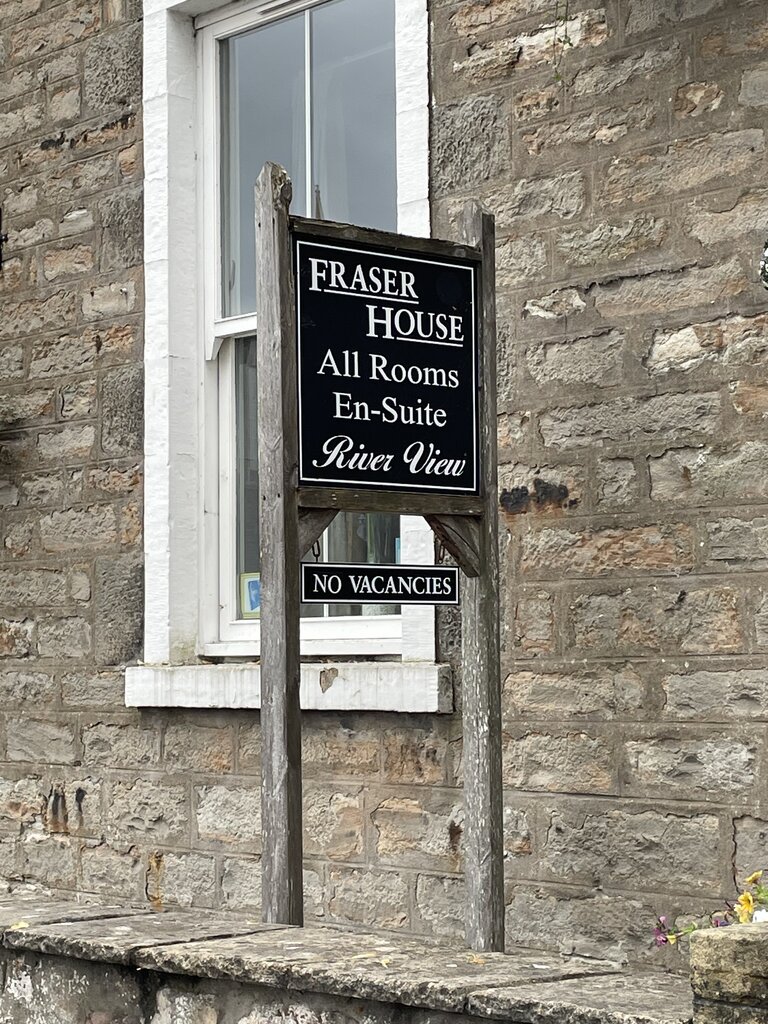 FRASER
HOUSE
All Rooms
En-Suite
River View
NO VACANCIES